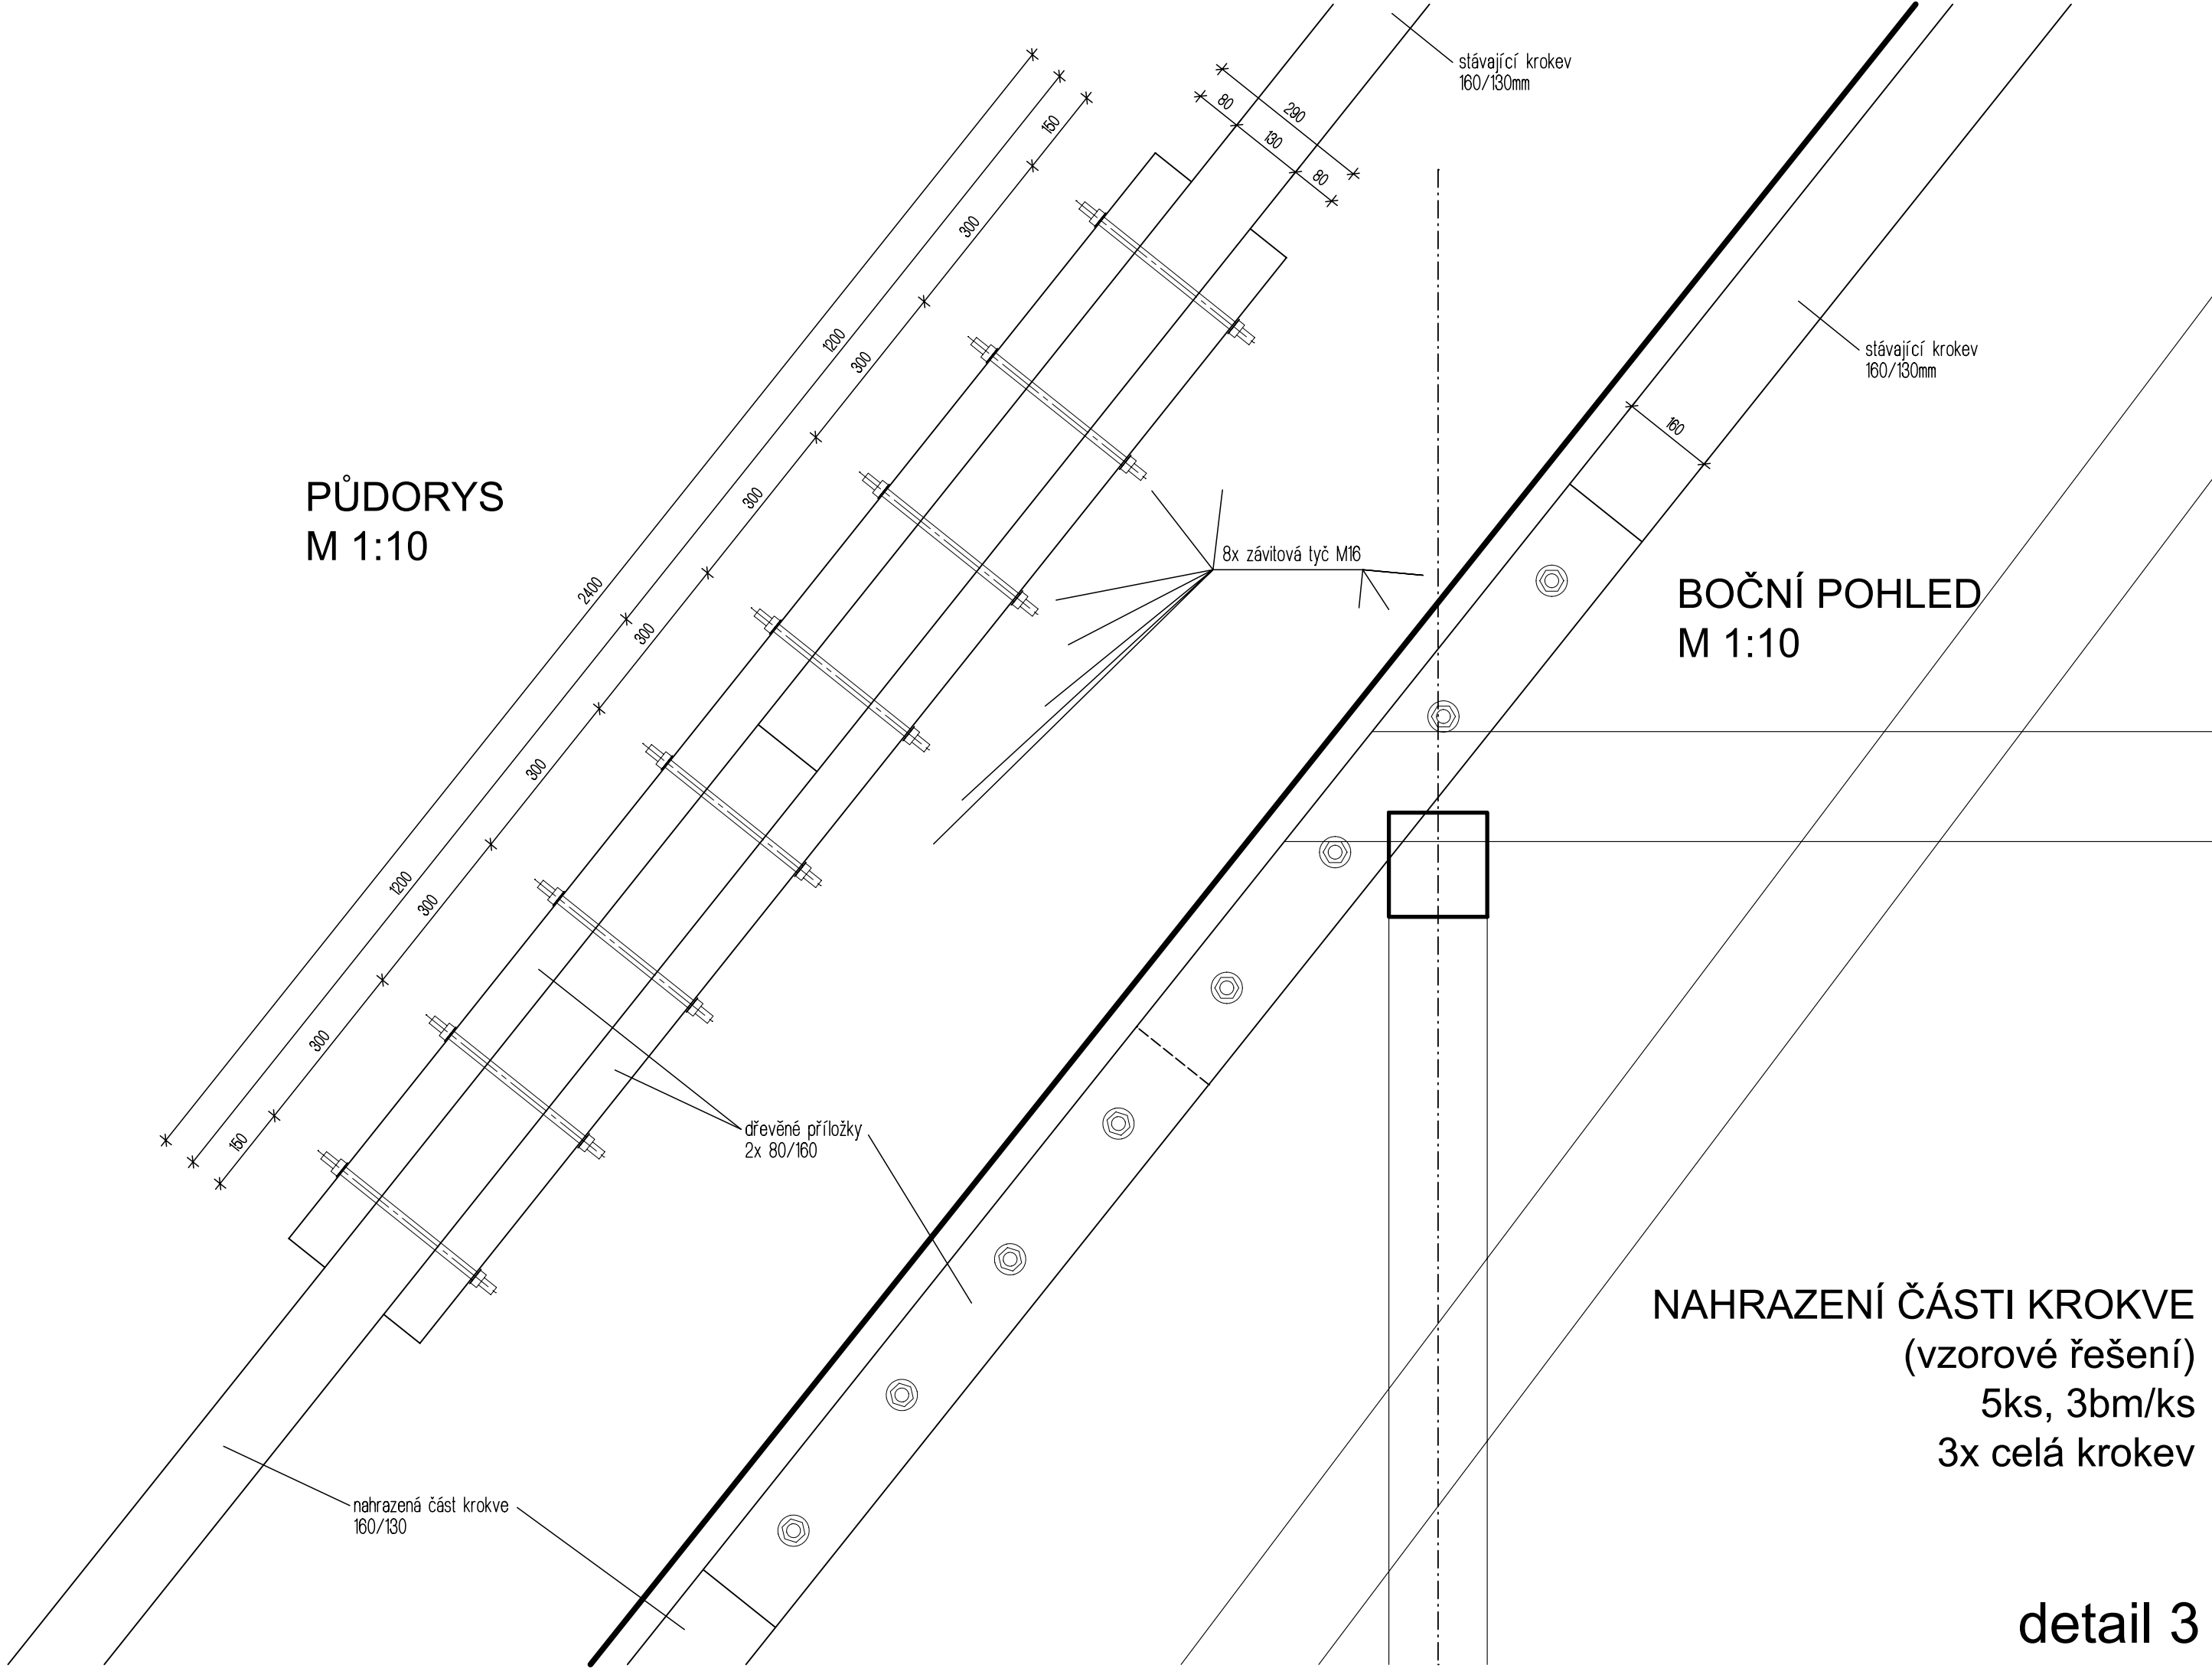 stávající krokev
160/130mm
80
290
130
80
150
300
300
300
300
300
300
300
150
1200
1200
2400
stávající krokev
160/130mm
160
PŮDORYS
M 1:10
8x závitová tyč M16
BOČNÍ POHLED
M 1:10
dřevěné příložky
2x 80/160
NAHRAZENÍ ČÁSTI KROKVE
(vzorové řešení)
5ks, 3bm/ks
3x celá krokev
nahrazená část krokve
160/130
detail 3